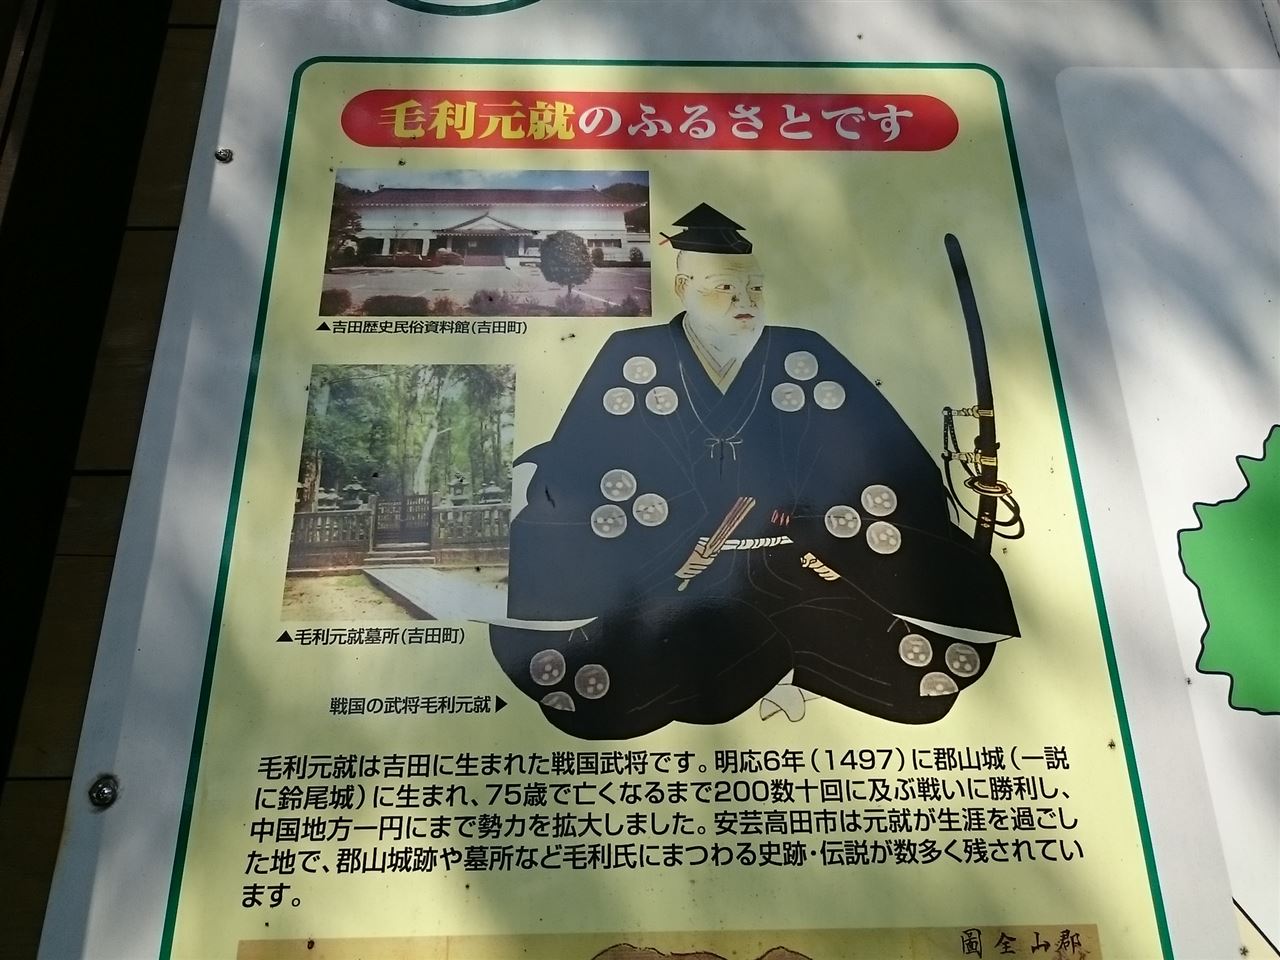 毛利元就のふるさとです
▲吉田歴史民俗資料館(吉田町)
▲毛利元就墓所(吉田町)
戦国の武将毛利元就▶
毛利元就は吉田に生まれた戦国武将です。明応6年(1497)に郡山城(一説
に鈴尾城)に生まれ、75歳で亡くなるまで200数十回に及ぶ戦いに勝利し、
中国地方一円にまで勢力を拡大しました。安芸高田市は元就が生涯を過ごし
た地で、郡山城跡や墓所など毛利氏にまつわる史跡・伝説が数多く残されてい
ます。
圖全山郡